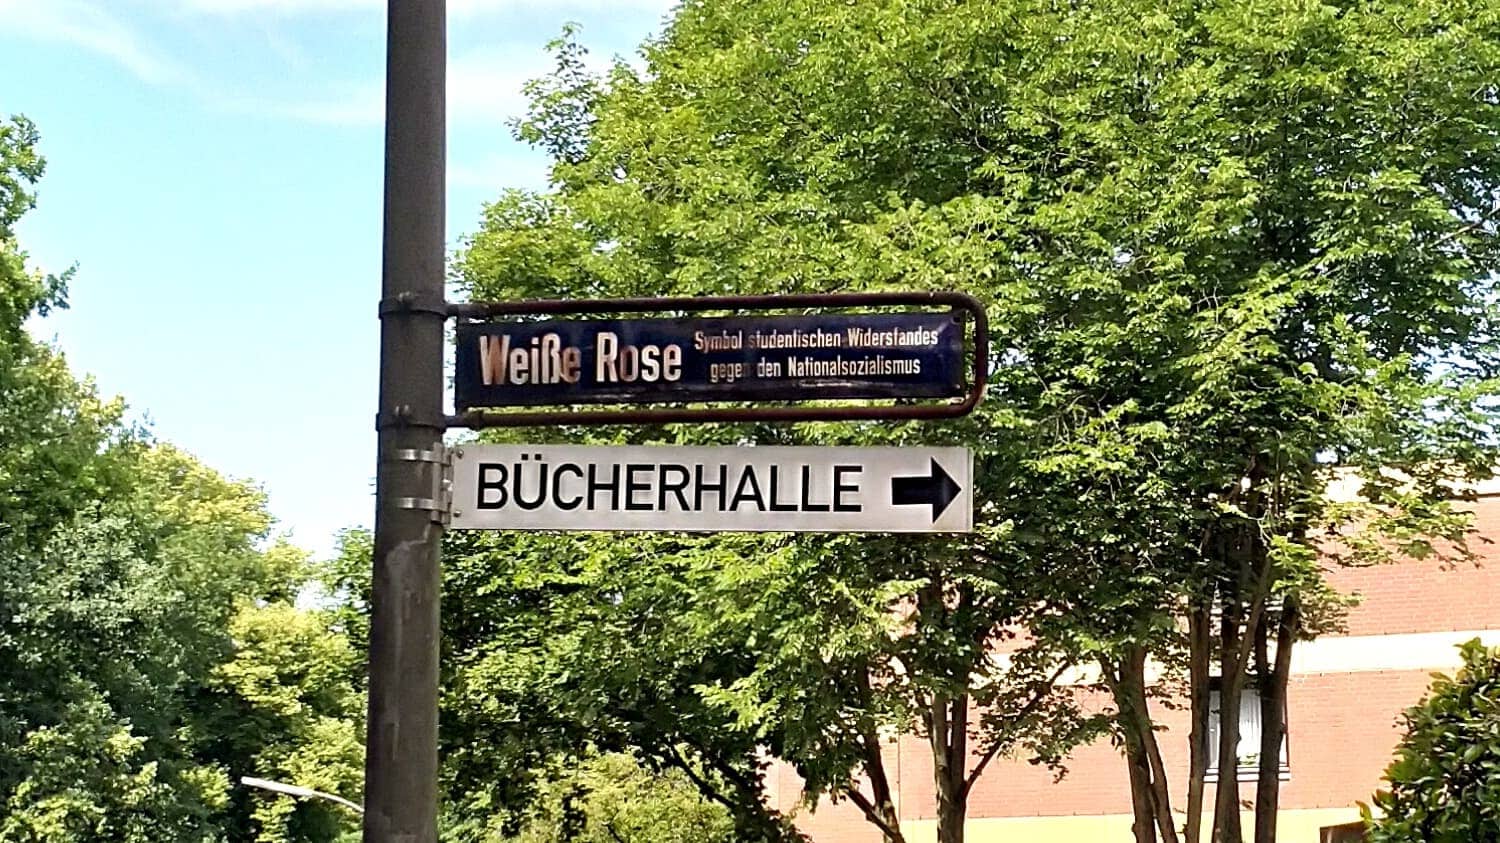 Weiße Rose
Symbol studentischen Widerstandes
gegen den Nationalsozialismus
BÜCHERHALLE